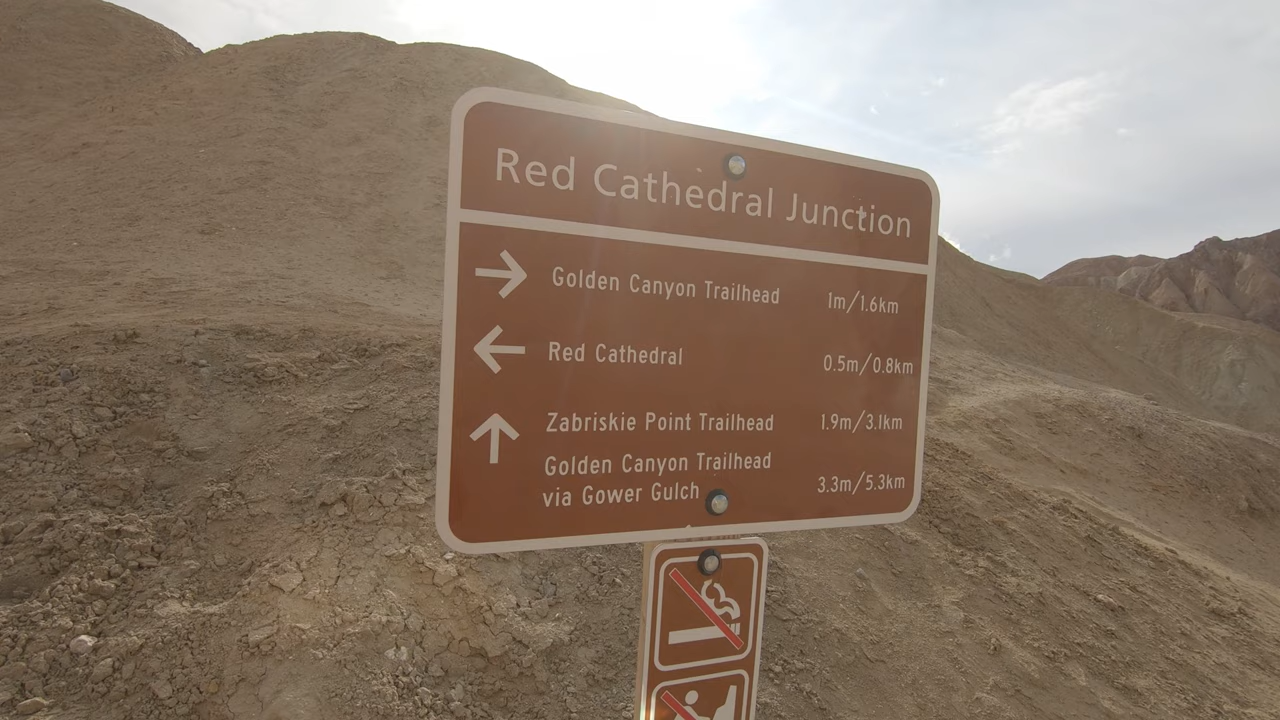 Red Cathedral Junction
→ Golden Canyon Trailhead 1m/1.6km
← Red Cathedral 0.5m/0.8km
↑ Zabriskie Point Trailhead 1.9m/3.1km
Golden Canyon Trailhead
via Gower Gulch 3.3m/5.3km